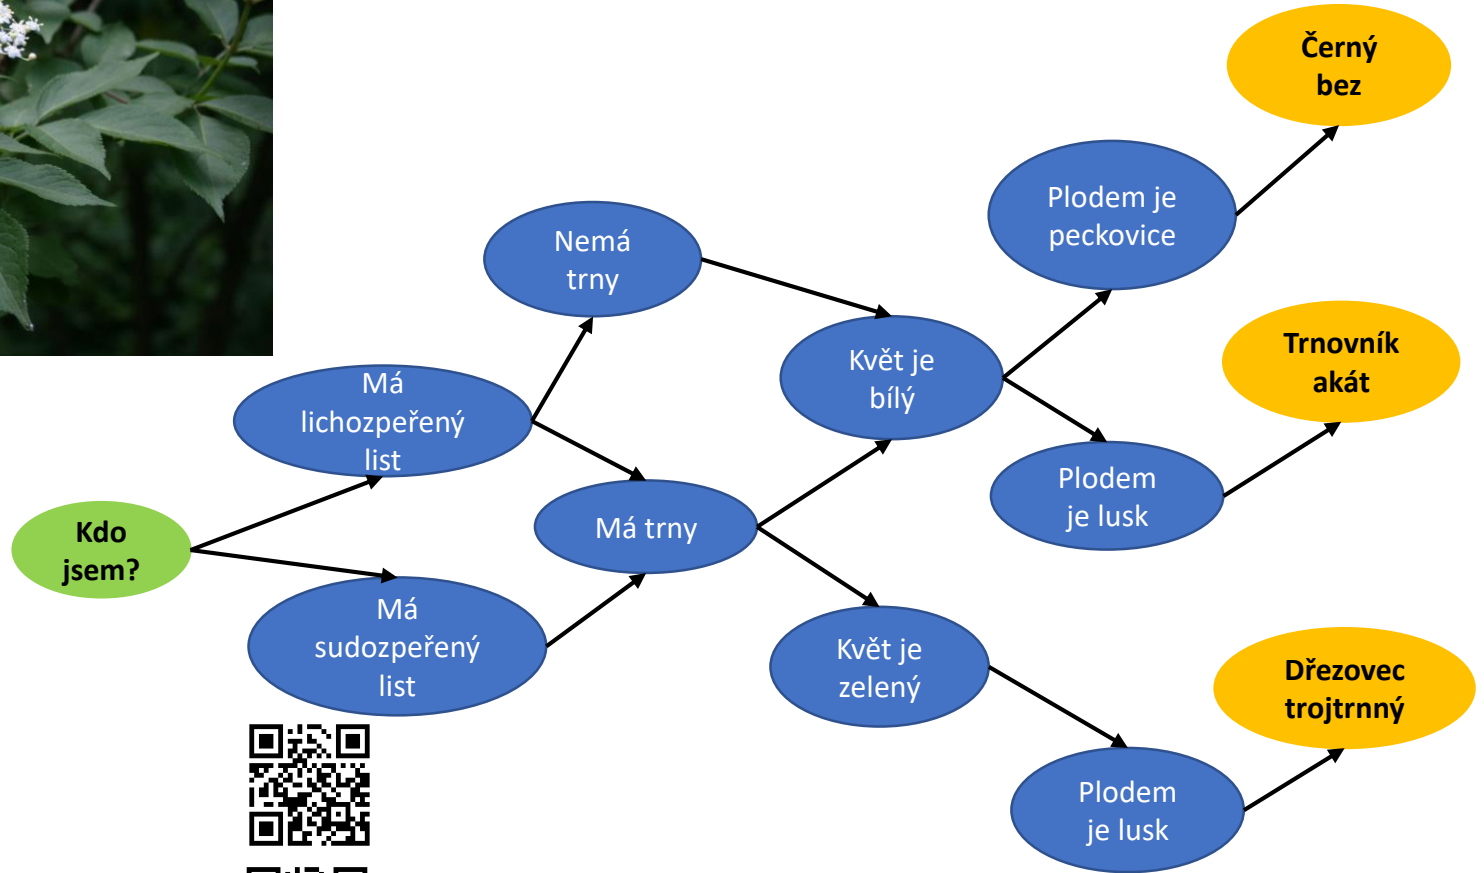 Kdo
jsem?
Má
lichozpeřený
list
Má
sudozpeřený
list
Nemá
trny
Má trny
Květ je
bílý
Květ je
zelený
Plodem je
peckovice
Plodem
je lusk
Plodem
je lusk
Černý
bez
Trnovník
akát
Dřezovec
trojtrnný